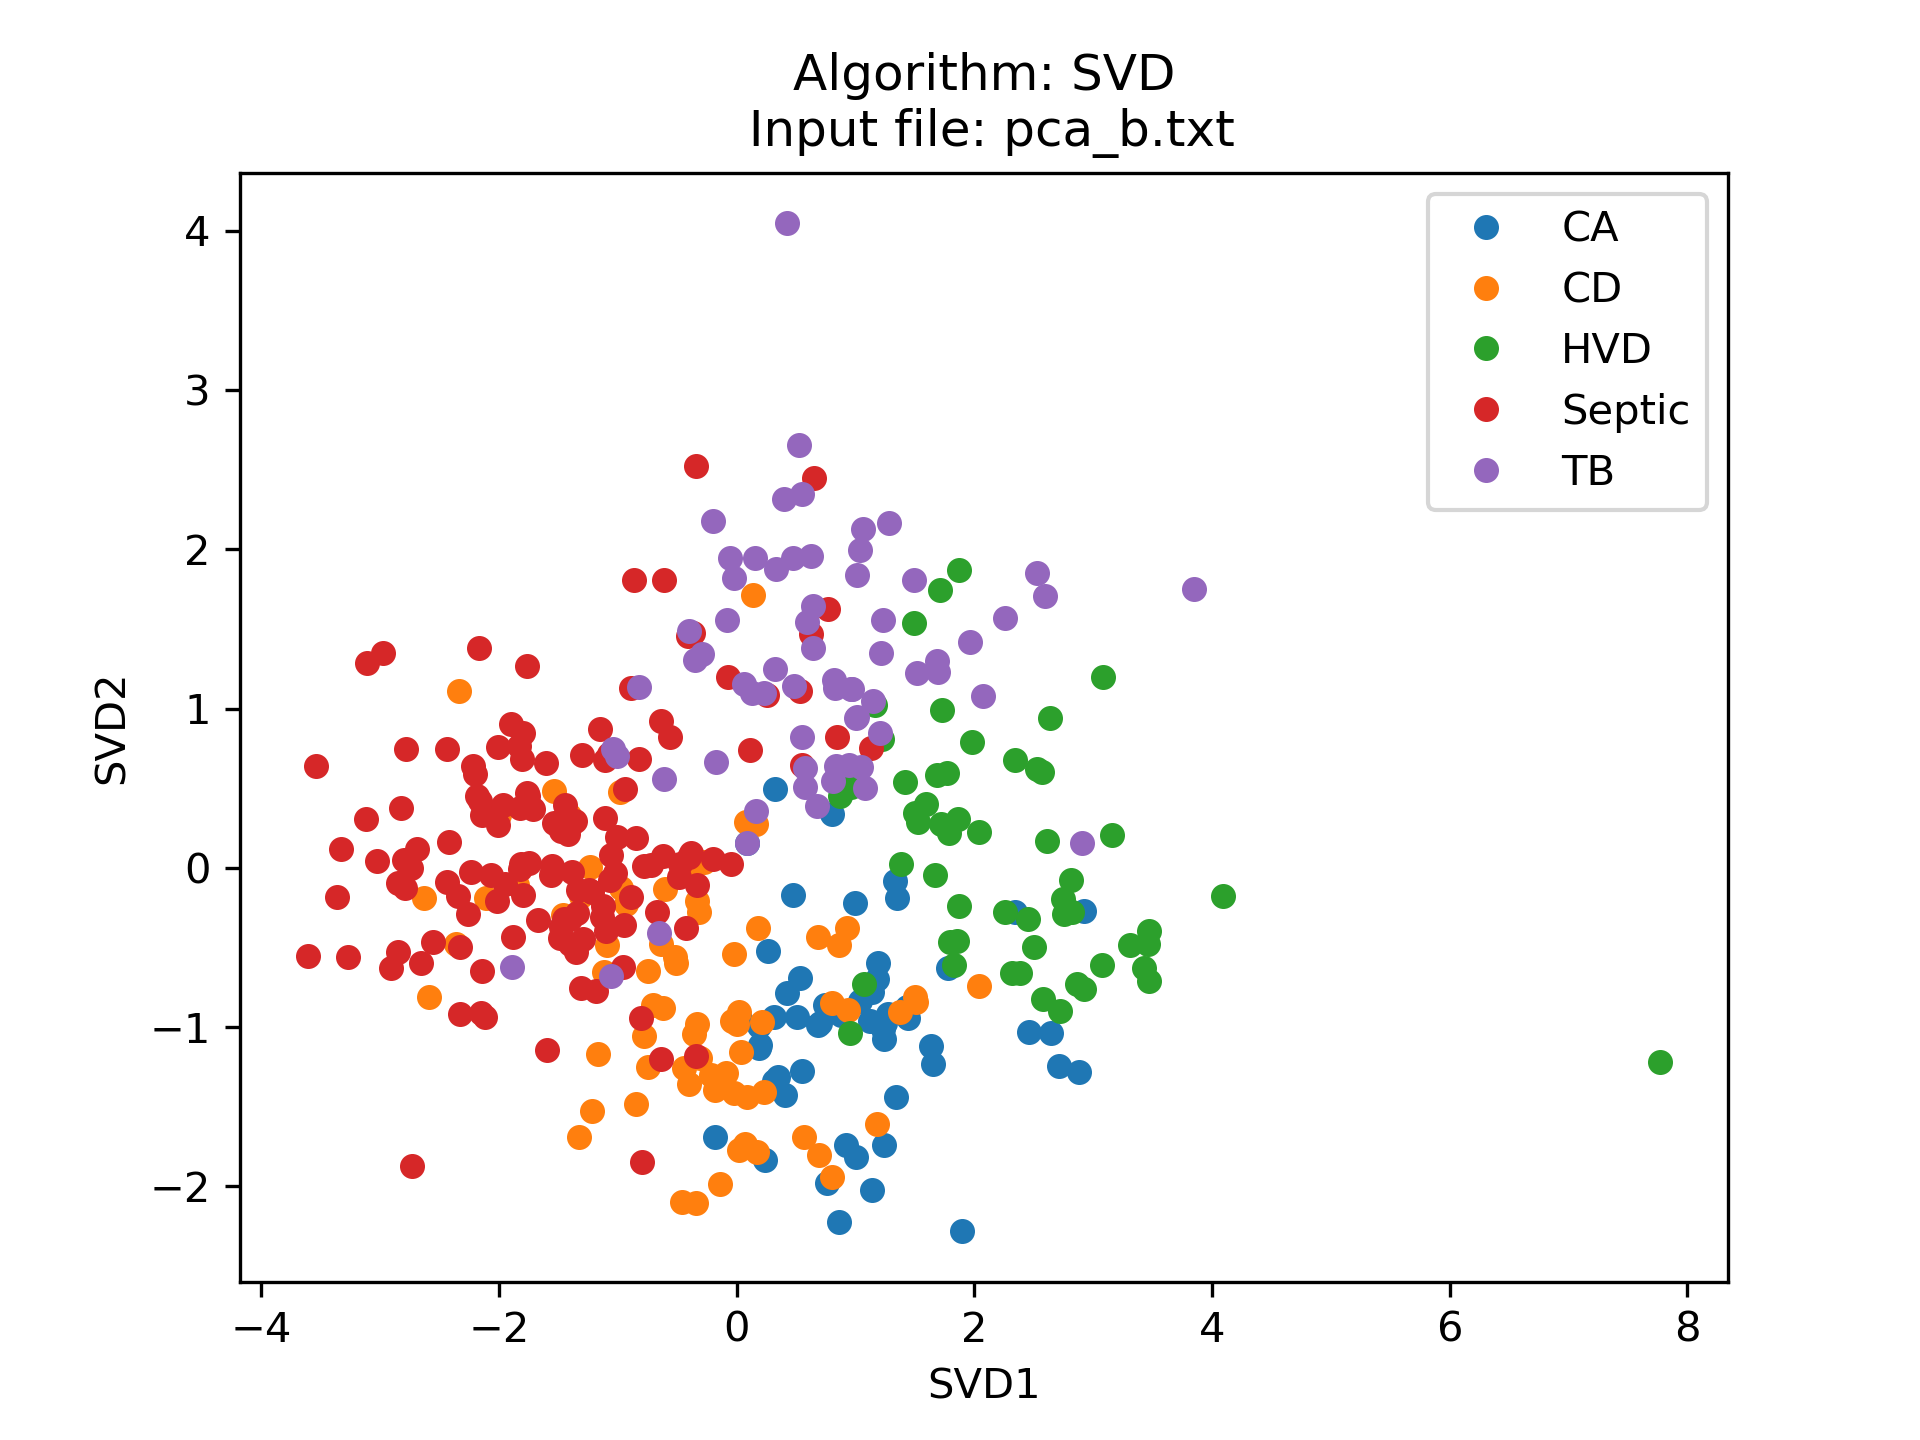 Algorithm: SVD
Input file: pca_b.txt
CA
CD
HVD
Septic
TB
4
3
2
1
0
−1
−2
SVD2
−4
−2
0
2
4
6
8
SVD1